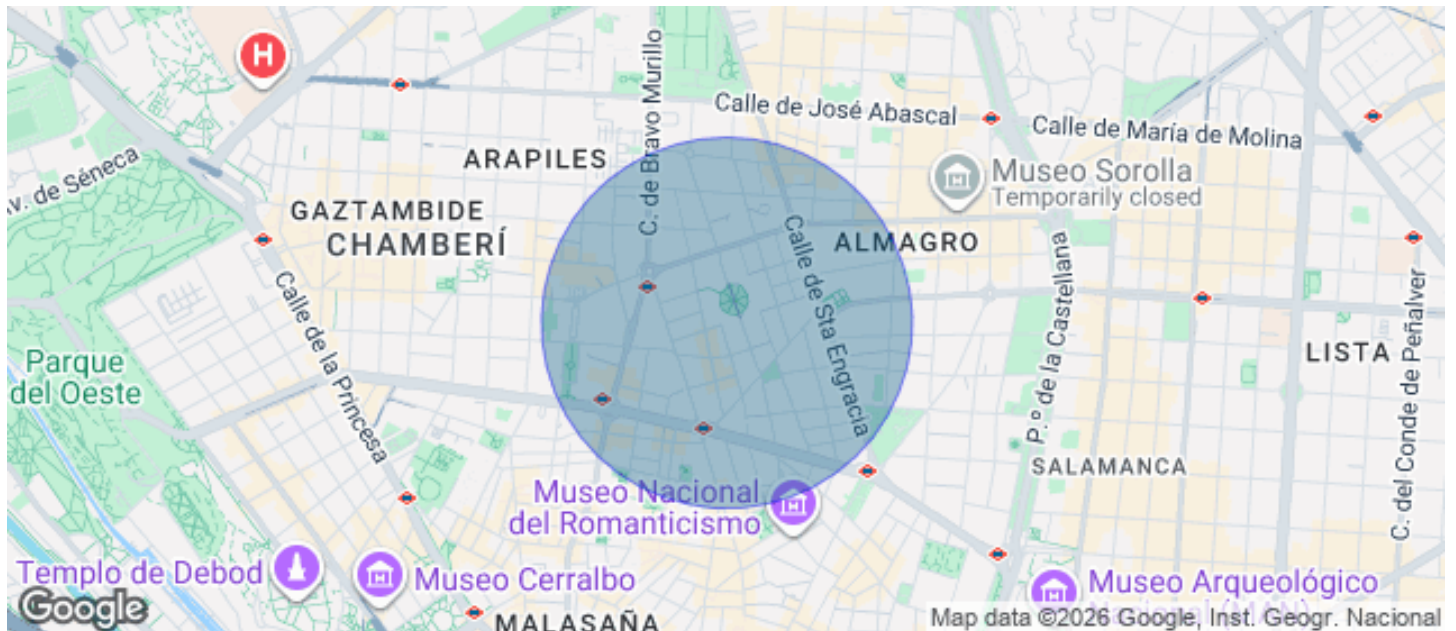 H
C. de Bravo Murillo
Calle de José Abascal
Calle de María de Molina
ARAPILES
Museo Sorolla
Temporarily closed
Av. de Séneca
GAZTAMBIDE
CHAMBERÍ
ALMAGRO
Calle de Sta Engracia
P.º de la Castellana
C. del Conde de Peñalver
Calle de la Princesa
Parque
del Oeste
LISTA
SALAMANCA
Museo Nacional
del Romanticismo
Templo de Debod
Museo Cerralbo
Museo Arqueológico
Nacional (MAN)
MALASAÑA
Google
Map data ©2026 Google, Inst. Geogr. Nacional